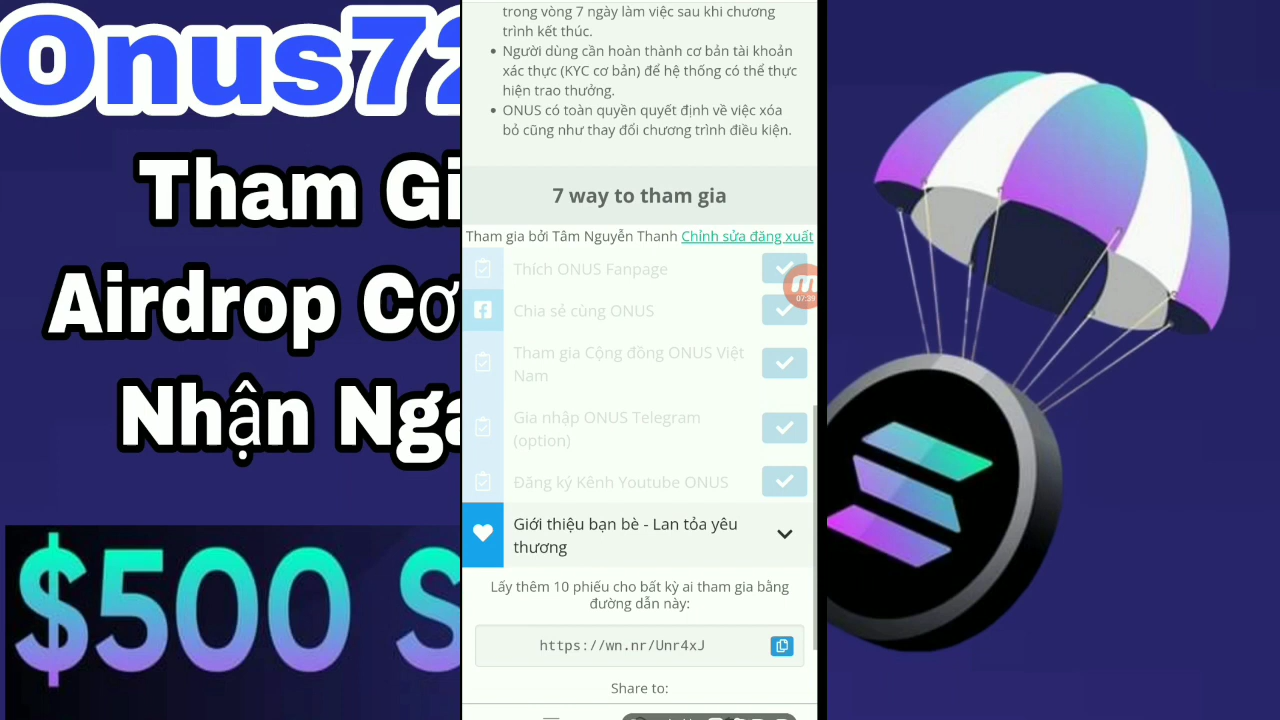 Onus72
Tham Gi
Airdrop Cơ
Nhận Nga
$500 S
trong vòng 7 ngày làm việc sau khi chương
trình kết thúc.
Người dùng cần hoàn thành cơ bản tài khoản
xác thực (KYC cơ bản) để hệ thống có thể thực
hiện trao thưởng.
ONUS có toàn quyền quyết định về việc xóa
bỏ cũng như thay đổi chương trình điều kiện.
7 way to tham gia
Tham gia bởi Tâm Nguyễn Thanh Chỉnh sửa đăng xuất
Thích ONUS Fanpage
07:39
Chia sẻ cùng ONUS
Tham gia Cộng đồng ONUS Việt
Nam
Gia nhập ONUS Telegram
(option)
Đăng ký Kênh Youtube ONUS
Giới thiệu bạn bè - Lan tỏa yêu
thương
Lấy thêm 10 phiếu cho bất kỳ ai tham gia bằng
đường dẫn này:
https://wn.nr/Unr4xJ
Share to: